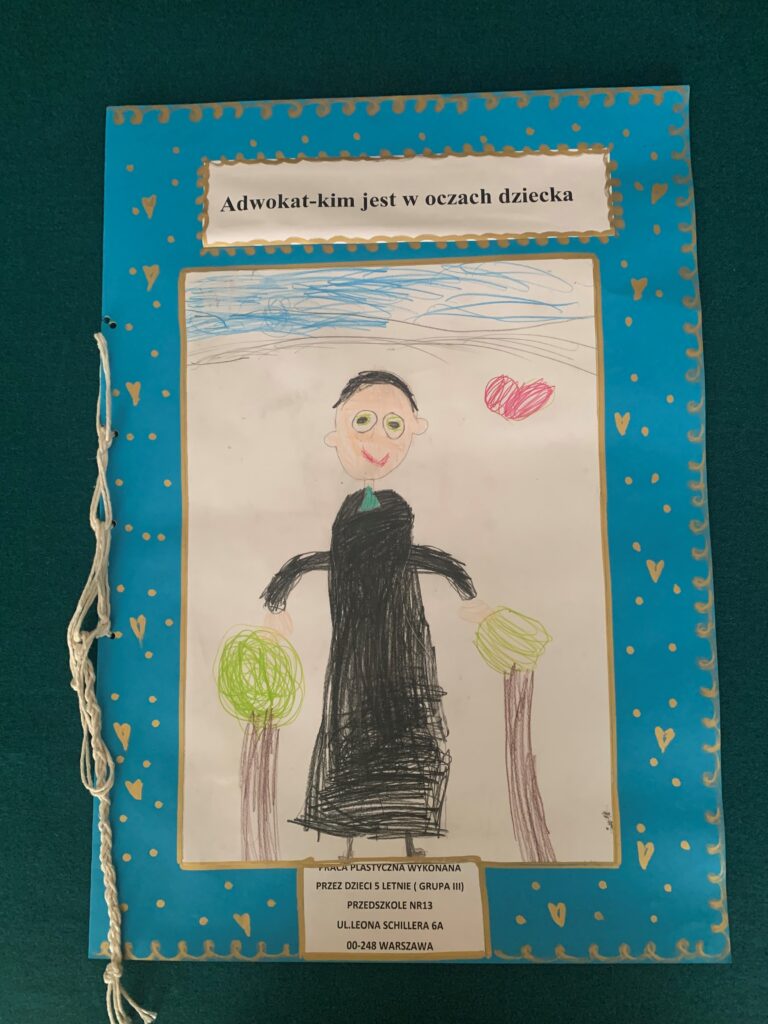 Adwokat-kim jest w oczach dziecka
PRACA PLASTYCZNA WYKONANA
PRZEZ DZIECI 5 LETNIE ( GRUPA III)
PRZEDSZKOLE NR13
UL.LEONA SCHILLERA 6A
00-248 WARSZAWA